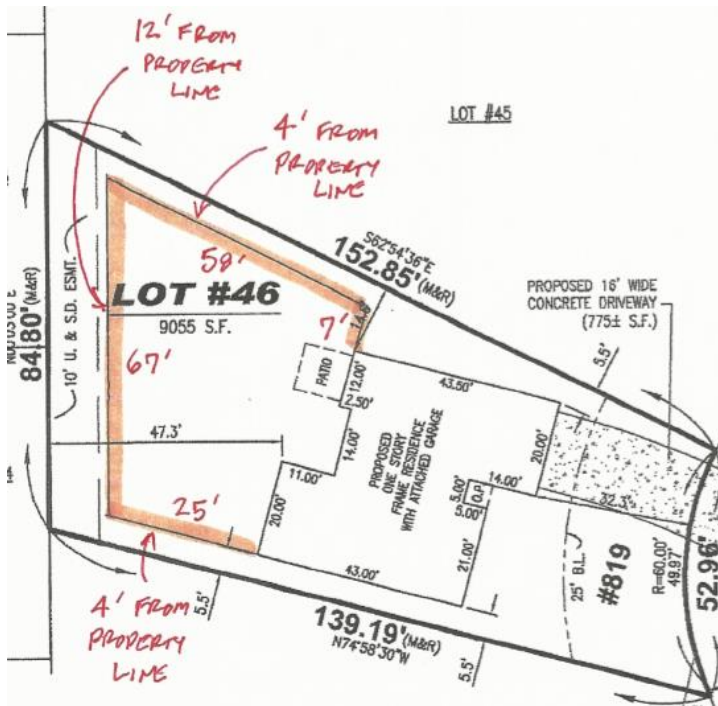 12' FROM
PROPERTY
LINE
4' FROM
PROPERTY
LINE
LOT #45
S62°54'36"E
152.85' (M&R)
58'
LOT #46
9055 S.F.
PROPOSED 16' WIDE
CONCRETE DRIVEWAY
(775± S.F.)
5.5'
84.80' (M&R)
10' U. & S.D. ESMT.
67'
7'
14.8'
PATIO
12.00'
2.50'
43.50'
47.3'
14.00'
11.00'
20.00'
PROPOSED
ONE STORY
FRAME RESIDENCE
WITH ATTACHED GARAGE
20.00'
5.00'
O.P.
5.00'
14.00'
32.3'
21.00'
25'
43.00'
25' B.L.
#819
R=60.00'
49.97'
52.96'
4' FROM
PROPERTY
LINE
5.5'
139.19' (M&R)
N74°58'30"W
5.5'